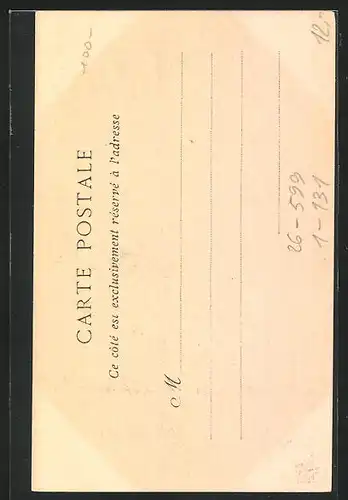 CARTE POSTALE
Ce côté est exclusivement réservé à l'adresse
M
26-599
1-131
100-
12,-